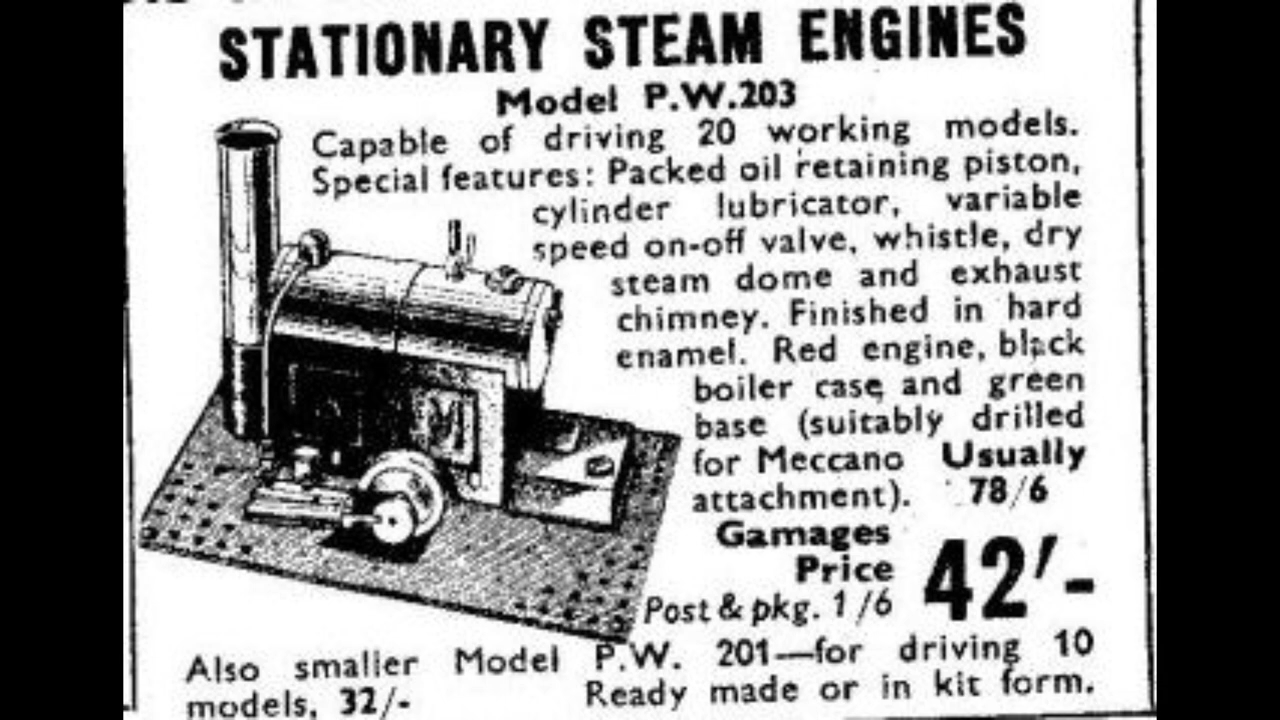 STATIONARY STEAM ENGINES
Model P.W.203
Capable of driving 20 working models.
Special features: Packed oil retaining piston,
cylinder lubricator, variable
speed on-off valve, whistle, dry
steam dome and exhaust
chimney. Finished in hard
enamel. Red engine, black
boiler case and green
base (suitably drilled
for Meccano Usually
attachment). 78/6
Gamages
Price 42'-
Post & pkg. 1/6
Also smaller Model P.W. 201—for driving 10
models, 32/- Ready made or in kit form.